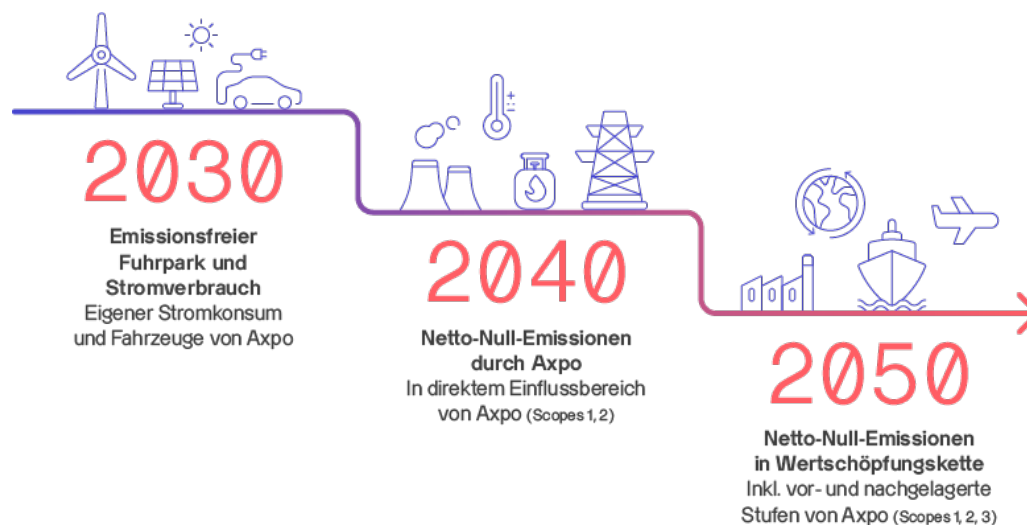 2030
Emissionsfreier
Fuhrpark und
Stromverbrauch
Eigener Stromkonsum
und Fahrzeuge von Axpo
2040
Netto-Null-Emissionen
durch Axpo
In direktem Einflussbereich
von Axpo (Scopes 1, 2)
2050
Netto-Null-Emissionen
in Wertschöpfungskette
Inkl. vor- und nachgelagerte
Stufen von Axpo (Scopes 1, 2, 3)